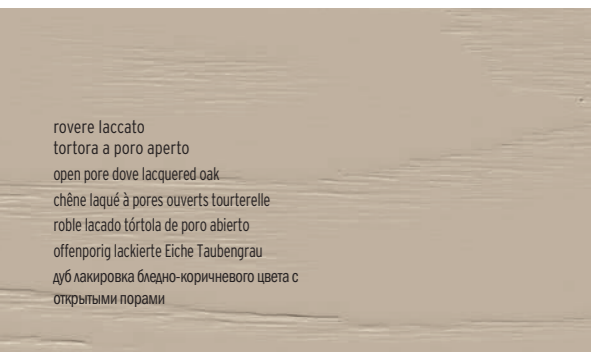 rovere laccato
tortora a poro aperto
open pore dove lacquered oak
chêne laqué à pores ouverts tourterelle
roble lacado tórtola de poro abierto
offenporig lackierte Eiche Taubengrau
дуб лакировка бледно-коричневого цвета с
открытыми порами